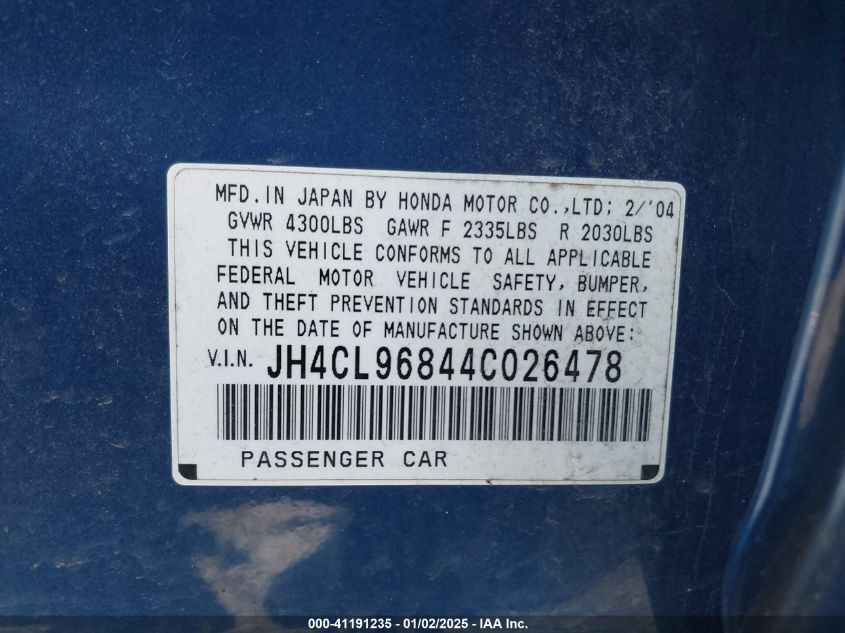 MFD. IN JAPAN BY HONDA MOTOR CO.,LTD; 2/'04
GVWR 4300LBS GAWR F 2335LBS R 2030LBS
THIS VEHICLE CONFORMS TO ALL APPLICABLE
FEDERAL MOTOR VEHICLE SAFETY, BUMPER,
AND THEFT PREVENTION STANDARDS IN EFFECT
ON THE DATE OF MANUFACTURE SHOWN ABOVE:
V.I.N. JH4CL96844C026478
PASSENGER CAR
000-41191235 - 01/02/2025 - IAA Inc.